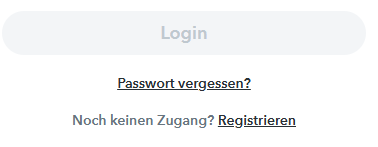 Login
Passwort vergessen?
Noch keinen Zugang? Registrieren